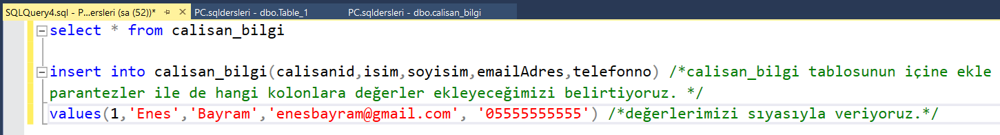 SQLQuery4.sql - P...ersleri (sa (52))* PC.sqldersleri - dbo.Table_1 PC.sqldersleri - dbo.calisan_bilgi
select * from calisan_bilgi
insert into calisan_bilgi(calisanid,isim,soyisim,emailAdres,telefonno) /*calisan_bilgi tablosunun içine ekle
parantezler ile de hangi kolonlara değerler ekleyeceğimizi belirtiyoruz. */
values(1,'Enes','Bayram','enesbayram@gmail.com', '05555555555') /*değerlerimizi sıyasıyla veriyoruz.*/